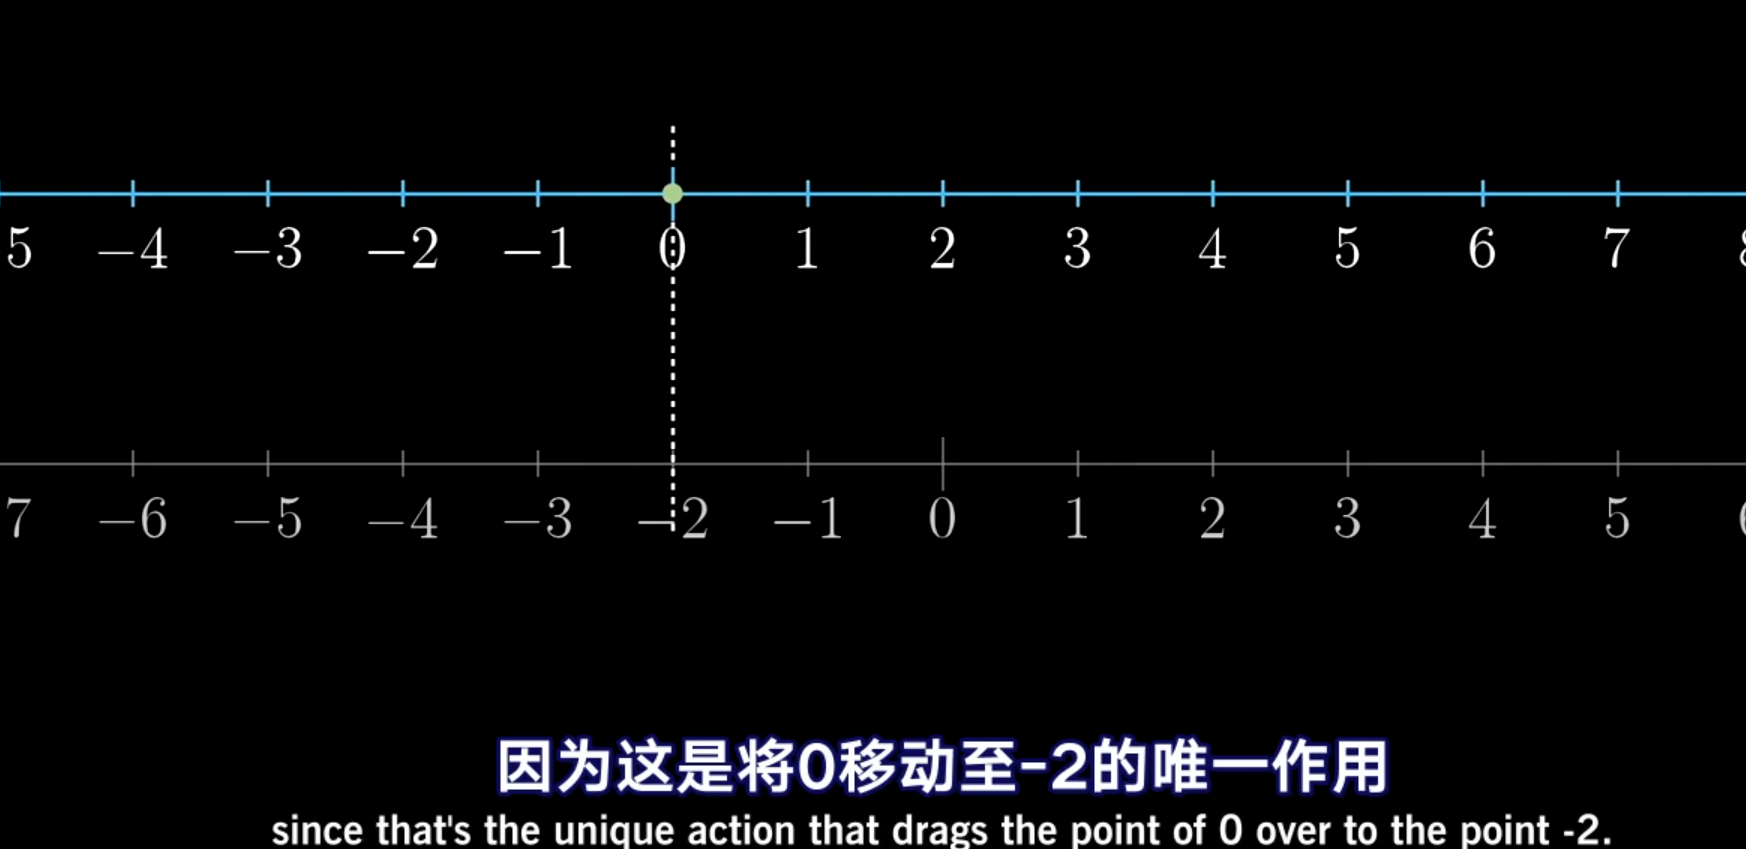 5 −4 −3 −2 −1 0 1 2 3 4 5 6 7 8
7 −6 −5 −4 −3 −2 −1 0 1 2 3 4 5 6
因为这是将0移动至-2的唯一作用
since that's the unique action that drags the point of 0 over to the point -2.